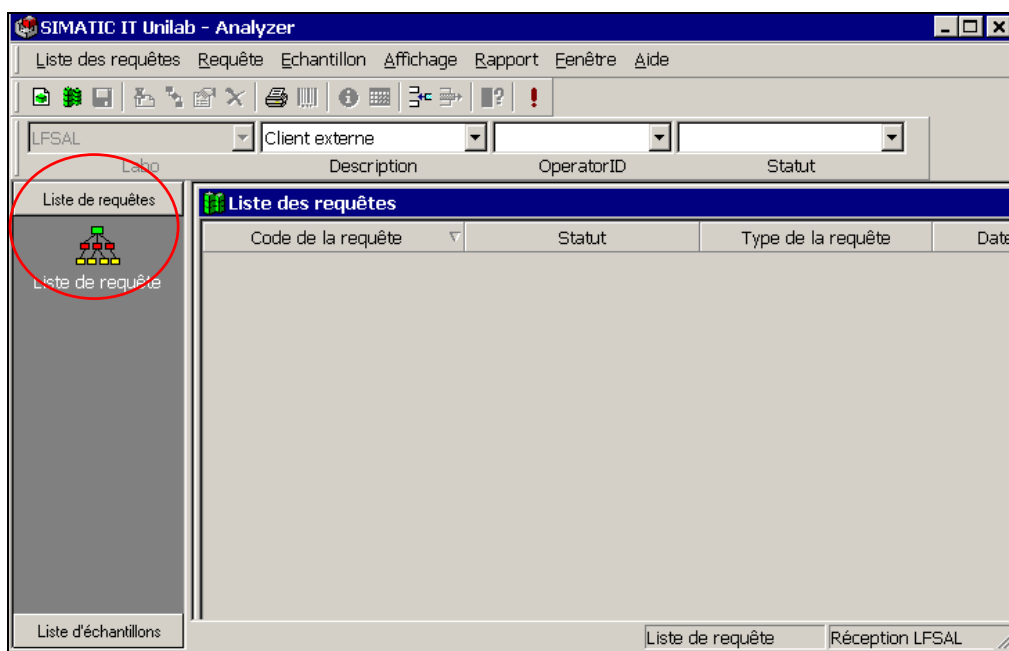 SIMATIC IT Unilab - Analyzer
Liste des requêtes Requête Echantillon Affichage Rapport Fenêtre Aide
LFSAL Client externe
Labo Description OperatorID Statut
Liste de requêtes
Liste des requêtes
Code de la requête Statut Type de la requête Date
Liste de requête
Liste d'échantillons
Liste de requête Réception LFSAL